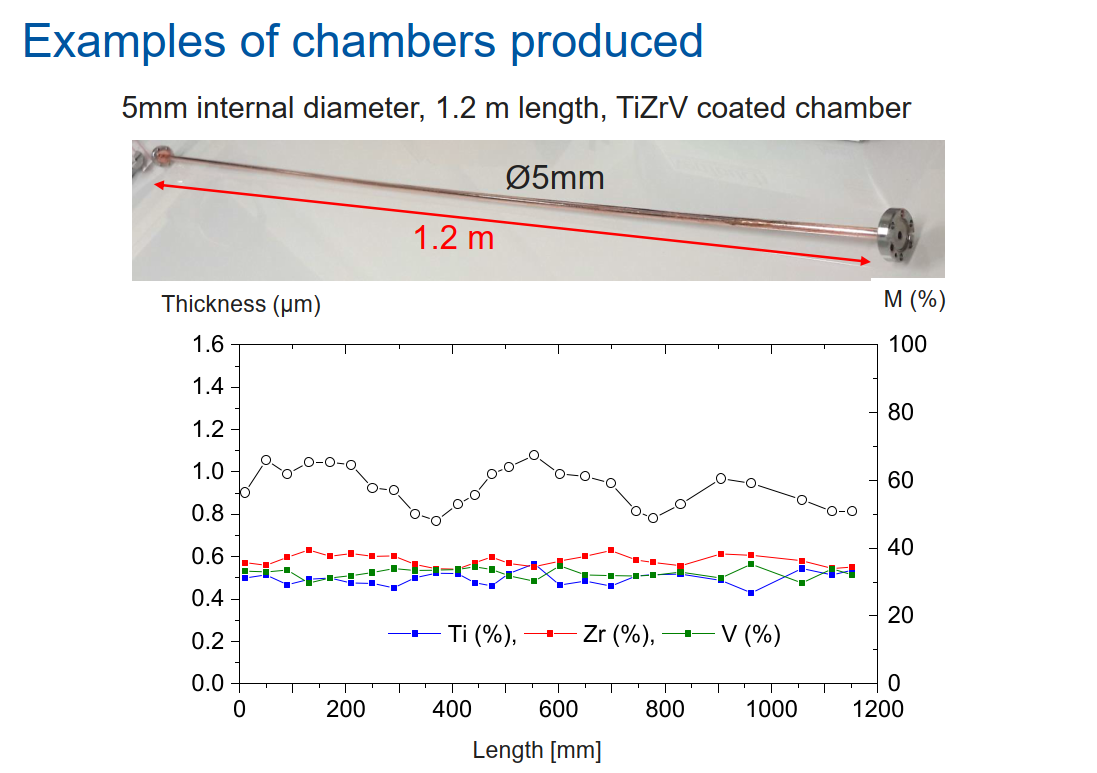 Examples of chambers produced
5mm internal diameter, 1.2 m length, TiZrV coated chamber
Ø5mm
1.2 m
Thickness (µm)
M (%)
1.6
1.4
1.2
1.0
0.8
0.6
0.4
0.2
0.0
100
80
60
40
20
0
Ti (%), Zr (%), V (%)
0 200 400 600 800 1000 1200
Length [mm]